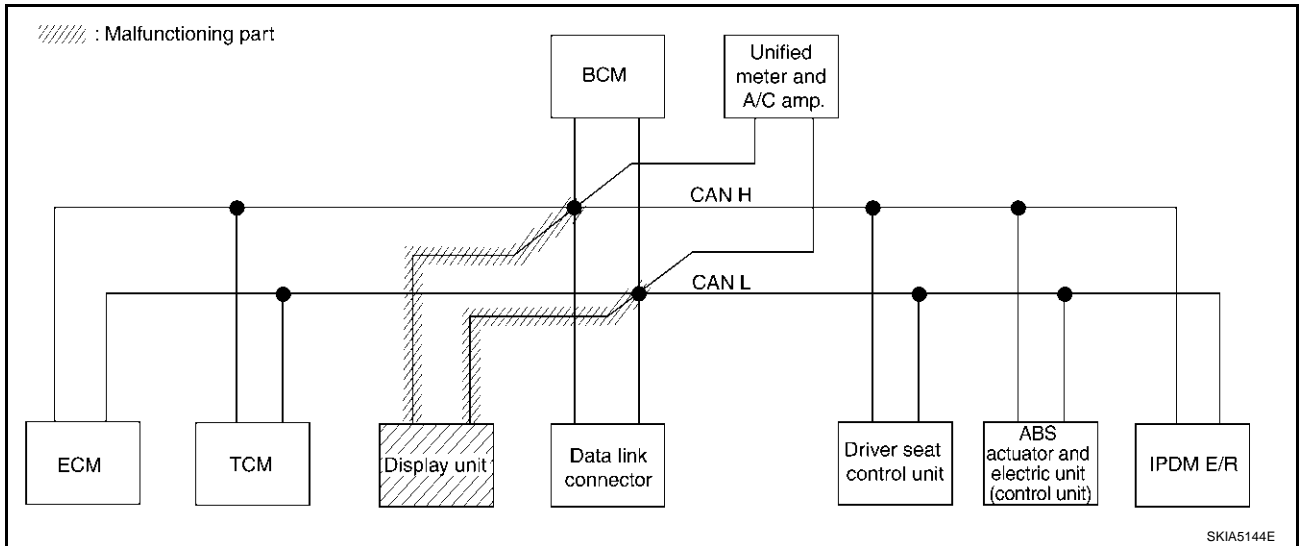 : Malfunctioning part
BCM
Unified
meter and
A/C amp.
CAN H
CAN L
ECM
TCM
Display unit
Data link
connector
Driver seat
control unit
ABS
actuator and
electric unit
(control unit)
IPDM E/R
SKIA5144E